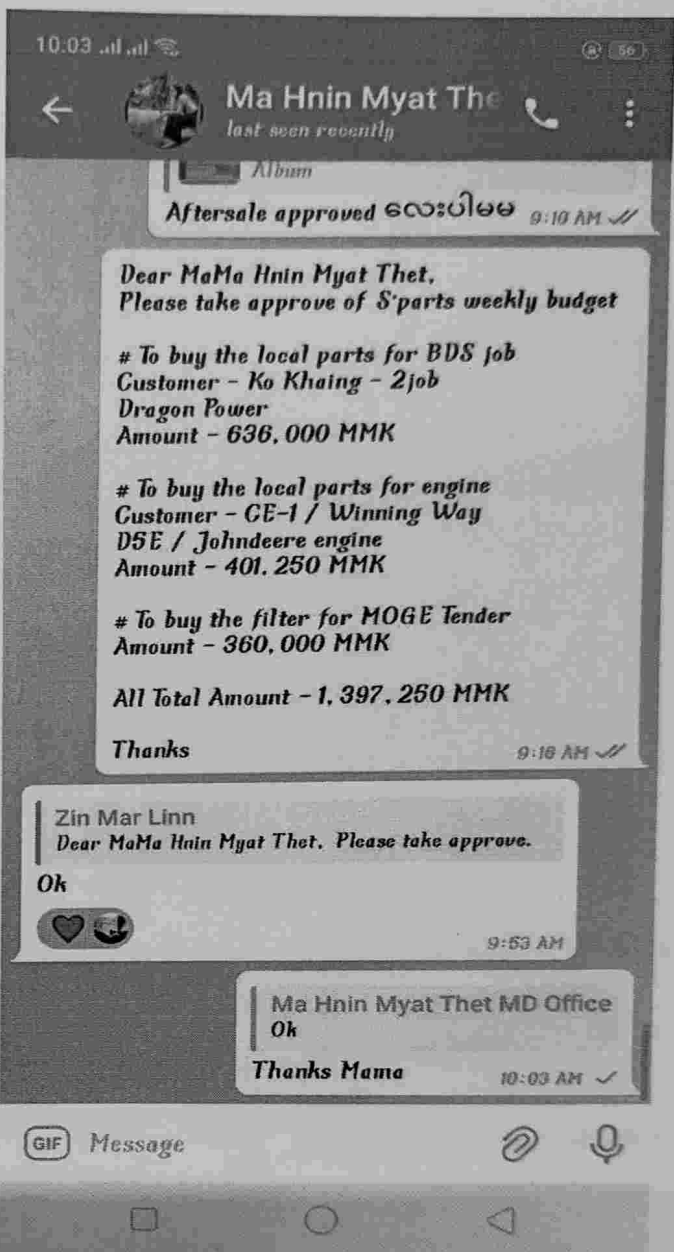 10:03
56
Ma Hnin Myat The
last seen recently
Album
Aftersale approved လေးပါမမ 9:10 AM
Dear MaMa Hnin Myat Thet,
Please take approve of S'parts weekly budget
# To buy the local parts for BDS job
Customer - Ko Khaing - 2job
Dragon Power
Amount - 636,000 MMK
# To buy the local parts for engine
Customer - CE-1 / Winning Way
D5E / Johndeere engine
Amount - 401,250 MMK
# To buy the filter for MOGE Tender
Amount - 360,000 MMK
All Total Amount - 1,397,250 MMK
Thanks 9:16 AM
Zin Mar Linn
Dear MaMa Hnin Myat Thet, Please take approve.
Ok
9:53 AM
Ma Hnin Myat Thet MD Office
Ok
Thanks Mama 10:03 AM
GIF Message